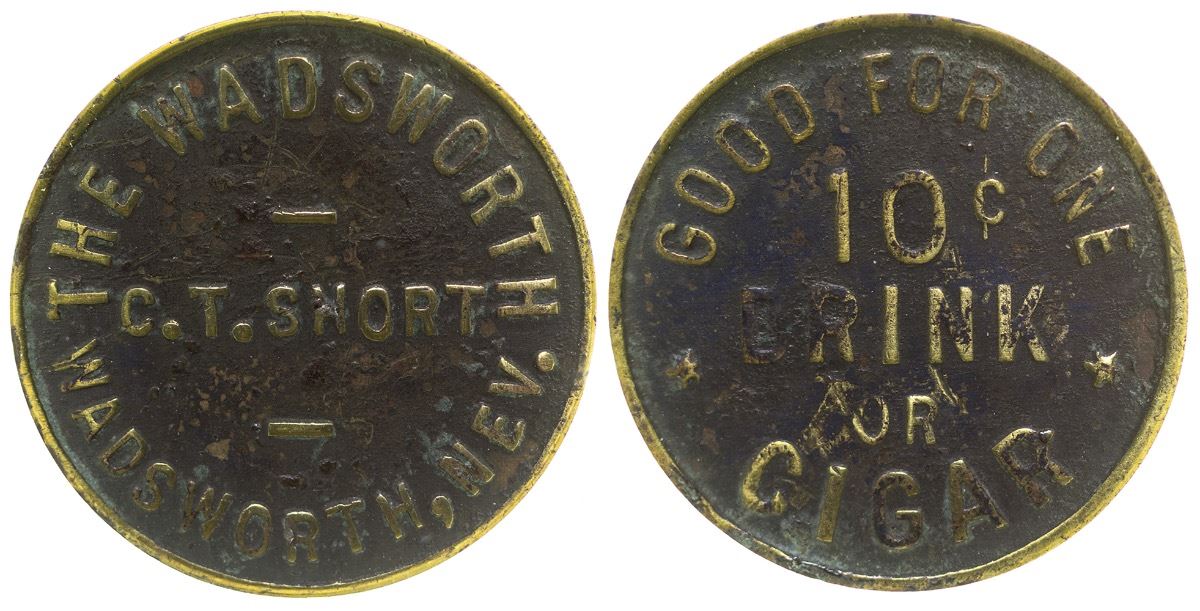 THE WADSWORTH
C.T. SHORT
WADSWORTH, NEV.
GOOD FOR ONE
10¢
DRINK
OR
CIGAR